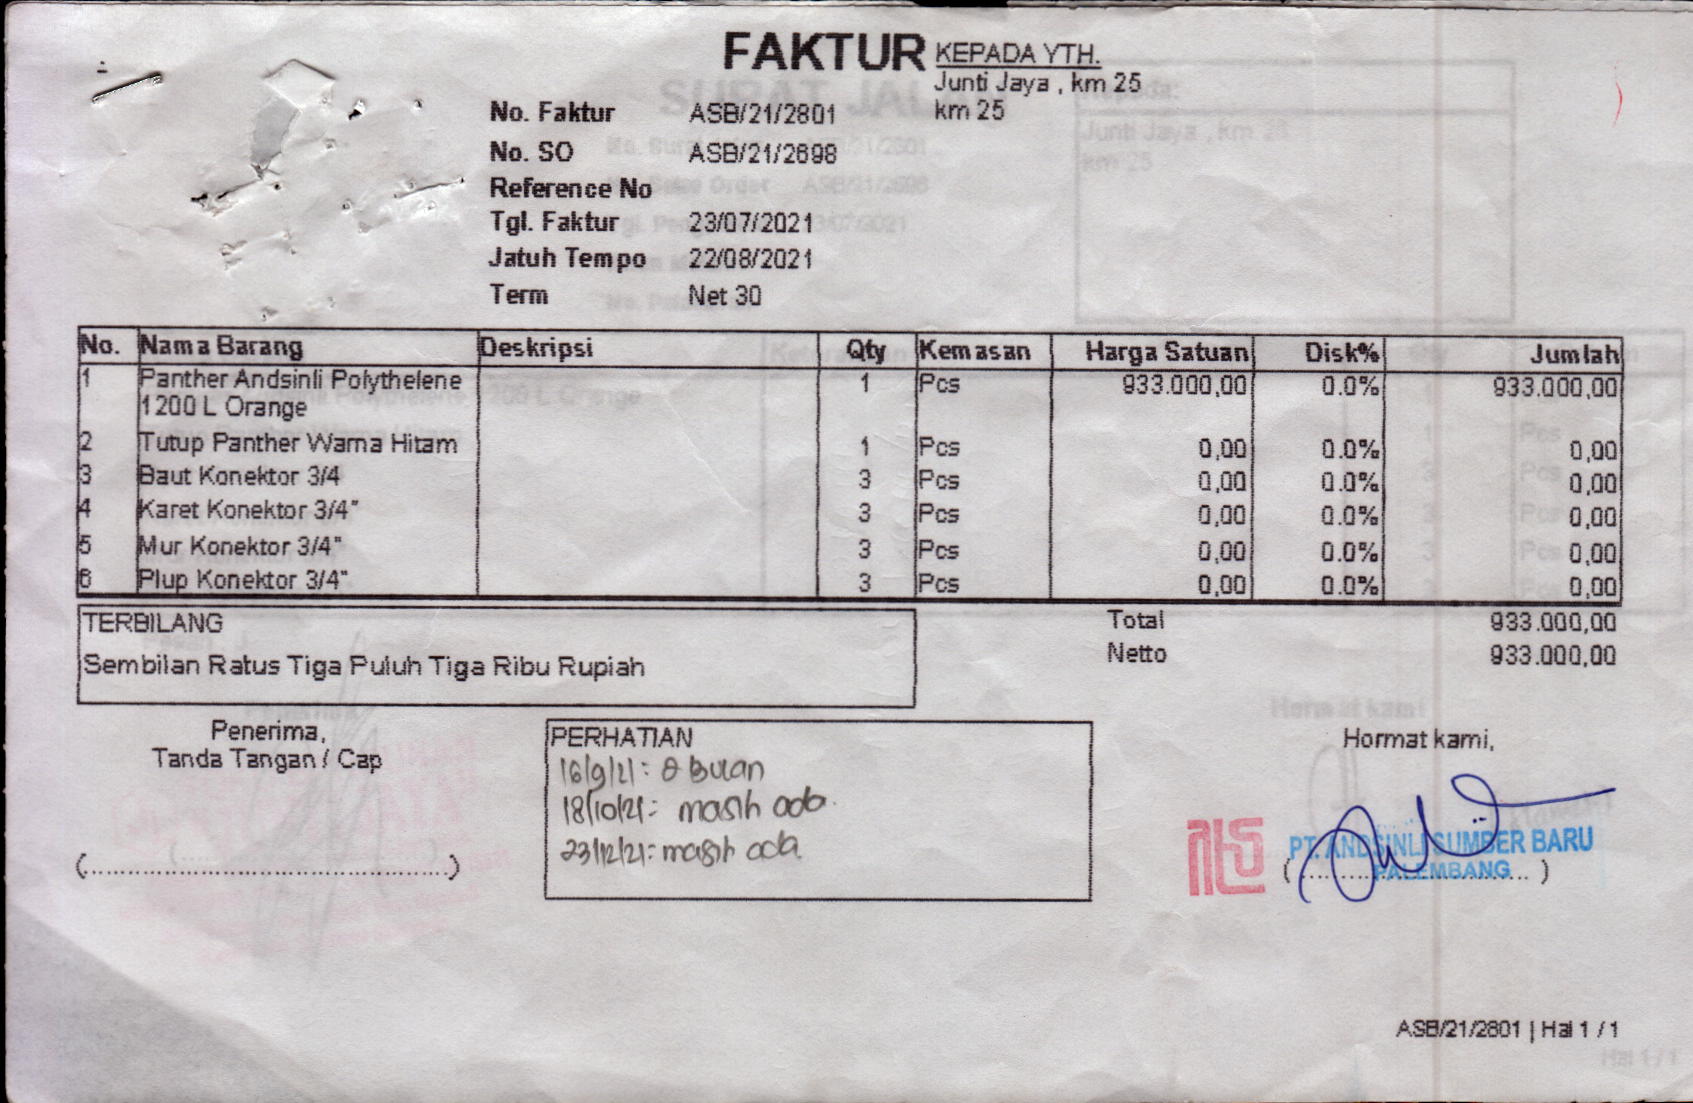 FAKTUR
KEPADA YTH.
Junti Jaya , km 25
km 25
No. Faktur ASB/21/2801
No. SO ASB/21/2698
Reference No
Tgl. Faktur 23/07/2021
Jatuh Tempo 22/08/2021
Term Net 30
No. Nama Barang Deskripsi Qty Kemasan Harga Satuan Disk% Jumlah
1 Panther Andsinli Polythelene 1 Pcs 933.000,00 0.0% 933.000,00
1200 L Orange
2 Tutup Panther Warna Hitam 1 Pcs 0,00 0.0% 0,00
3 Baut Konektor 3/4 3 Pcs 0,00 0.0% 0,00
4 Karet Konektor 3/4" 3 Pcs 0,00 0.0% 0,00
5 Mur Konektor 3/4" 3 Pcs 0,00 0.0% 0,00
6 Plup Konektor 3/4" 3 Pcs 0,00 0.0% 0,00
TERBILANG
Sembilan Ratus Tiga Puluh Tiga Ribu Rupiah
Total 933.000,00
Netto 933.000,00
Penerima,
Tanda Tangan / Cap
(..................................................)
PERHATIAN
16/9/21: Bulan
18/10/21: masih ada.
23/12/21: masih ada
Hormat kami,
PT. ANDSINLI SUMBER BARU
PALEMBANG
ASB/21/2801 | Hal 1 / 1